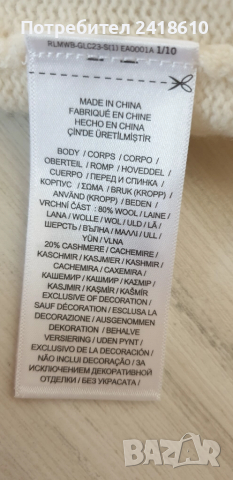 Потребител 2418610
RLMWB-GLC23-S(1) EA0001A 1/10
MADE IN CHINA
FABRIQUÉ EN CHINE
HECHO EN CHINA
ÇİN'DE ÜRETİLMİŞTİR
BODY / CORPS / CORPO /
OBERTEIL / ROMP / HOVEDDEL /
CUERPO / ПЕРЕД И СПИНКА /
КОРПУС / ΣΩΜΑ / BRUK (KROPP) /
ANVÄND (KROPP) / BEDEN /
VRCHNÍ ČÁST : 80% WOOL / LAINE /
LANA / WOLLE / WOL / ULD / LÃ /
ШЕРСТЬ / ВЪЛНА / ΜΑΛΛΙ / ULL /
YÜN / VLNA
20% CASHMERE / CACHEMIRE /
KASCHMIR / KASJMIER / KASHMIR /
CACHEMIRA / CAXEMIRA /
КАШЕМИР / КАШМИР / ΚΑΣΜΙΡ /
KASJMIR / KAŞMİR / KAŠMÍR
EXCLUSIVE OF DECORATION /
SAUF DÉCORATION / ESCLUSA LA
DECORAZIONE / AUSGENOMMEN
DEKORATION / BEHALVE
VERSIERING / UDEN PYNT /
EXCLUSIVO DE LA DECORACIÓN /
NÃO INCLUI DECORAÇÃO / ЗА
ИСКЛЮЧЕНИЕМ ДЕКОРАТИВНОЙ
ОТДЕЛКИ / БЕЗ УКРАСАТА /
BAZAR